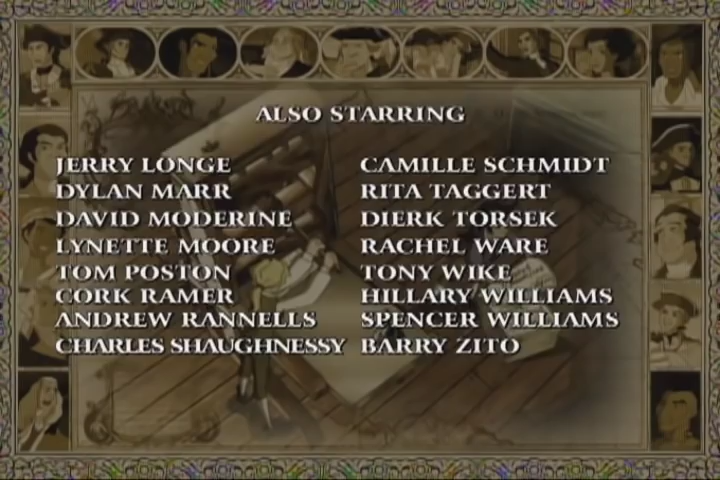 ALSO STARRING
JERRY LONGE
DYLAN MARR
DAVID MODERINE
LYNETTE MOORE
TOM POSTON
CORK RAMER
ANDREW RANNELLS
CHARLES SHAUGHNESSY
CAMILLE SCHMIDT
RITA TAGGERT
DIERK TORSEK
RACHEL WARE
TONY WIKE
HILLARY WILLIAMS
SPENCER WILLIAMS
BARRY ZITO